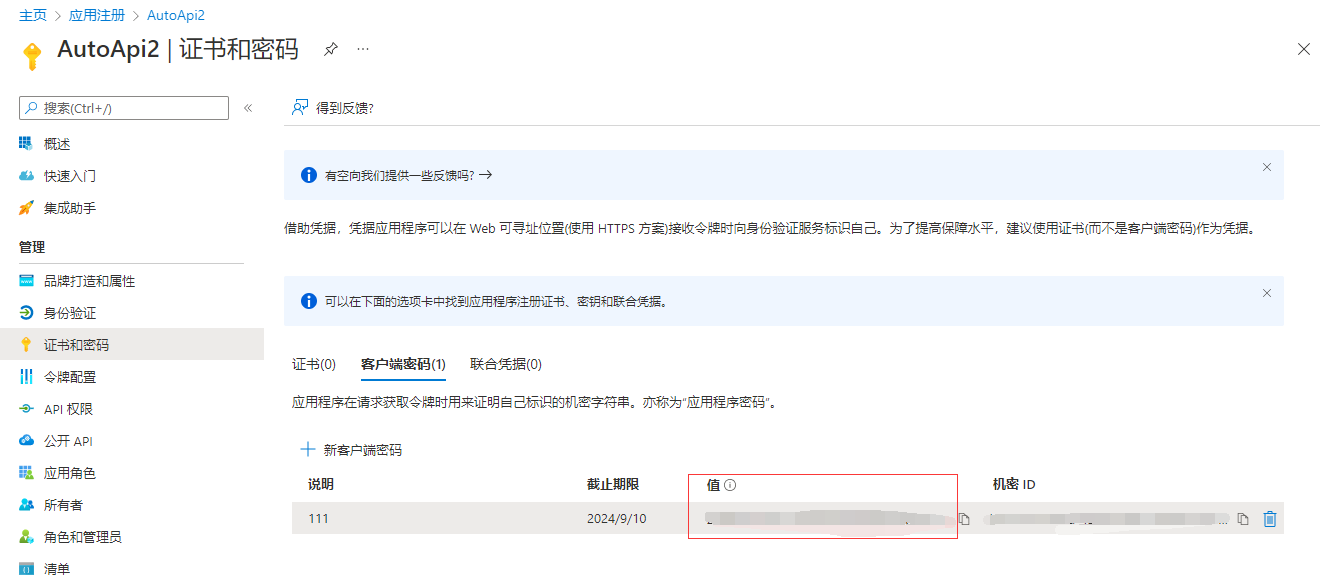 主页 > 应用注册 > AutoApi2
AutoApi2 | 证书和密码
搜索(Ctrl+/)
«
得到反馈?
概述
快速入门
集成助手
管理
品牌打造和属性
身份验证
证书和密码
令牌配置
API 权限
公开 API
应用角色
所有者
角色和管理员
清单
有空向我们提供一些反馈吗? →
借助凭据，凭据应用程序可以在 Web 可寻址位置(使用 HTTPS 方案)接收令牌时向身份验证服务标识自己。为了提高保障水平，建议使用证书(而不是客户端密码)作为凭据。
可以在下面的选项卡中找到应用程序注册证书、密钥和联合凭据。
证书(0) 客户端密码(1) 联合凭据(0)
应用程序在请求获取令牌时用来证明自己标识的机密字符串。亦称为“应用程序密码”。
新客户端密码
说明 截止期限 值 机密 ID
111 2024/9/10